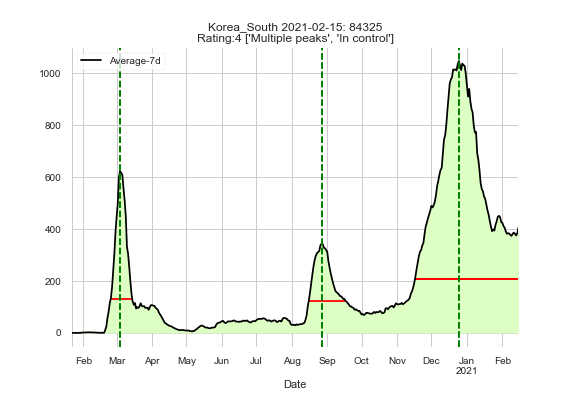 Korea_South 2021-02-15: 84325
Rating:4 ['Multiple peaks', 'In control']
Average-7d
1000
800
600
400
200
0
Feb Mar Apr May Jun Jul Aug Sep Oct Nov Dec Jan Feb
2021
Date